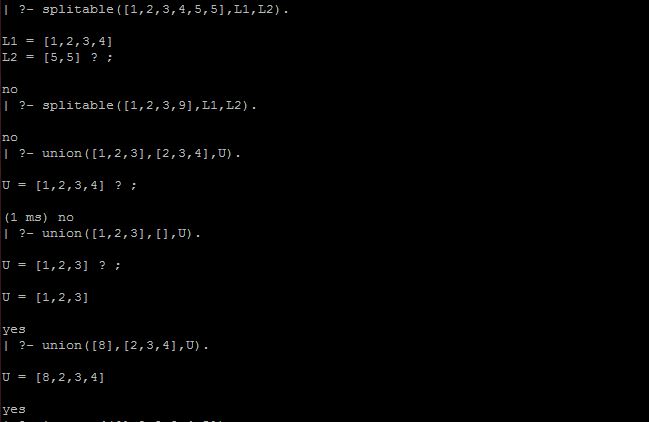 | ?- splitable([1,2,3,4,5,5],L1,L2).
L1 = [1,2,3,4]
L2 = [5,5] ? ;
no
| ?- splitable([1,2,3,9],L1,L2).
no
| ?- union([1,2,3],[2,3,4],U).
U = [1,2,3,4] ? ;
(1 ms) no
| ?- union([1,2,3],[],U).
U = [1,2,3] ? ;
U = [1,2,3]
yes
| ?- union([8],[2,3,4],U).
U = [8,2,3,4]
yes